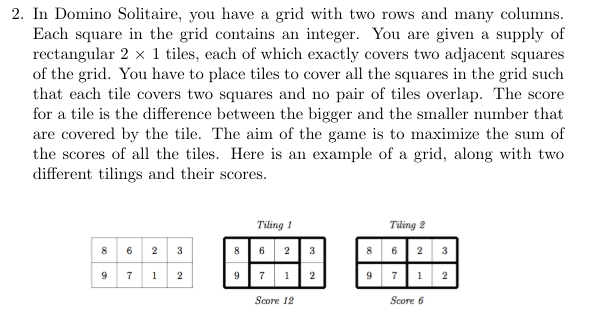 2. In Domino Solitaire, you have a grid with two rows and many columns.
Each square in the grid contains an integer. You are given a supply of
rectangular 2 × 1 tiles, each of which exactly covers two adjacent squares
of the grid. You have to place tiles to cover all the squares in the grid such
that each tile covers two squares and no pair of tiles overlap. The score
for a tile is the difference between the bigger and the smaller number that
are covered by the tile. The aim of the game is to maximize the sum of
the scores of all the tiles. Here is an example of a grid, along with two
different tilings and their scores.
Tiling 1 Tiling 2
8 6 2 3 8 6 2 3 8 6 2 3
9 7 1 2 9 7 1 2 9 7 1 2
Score 12 Score 6